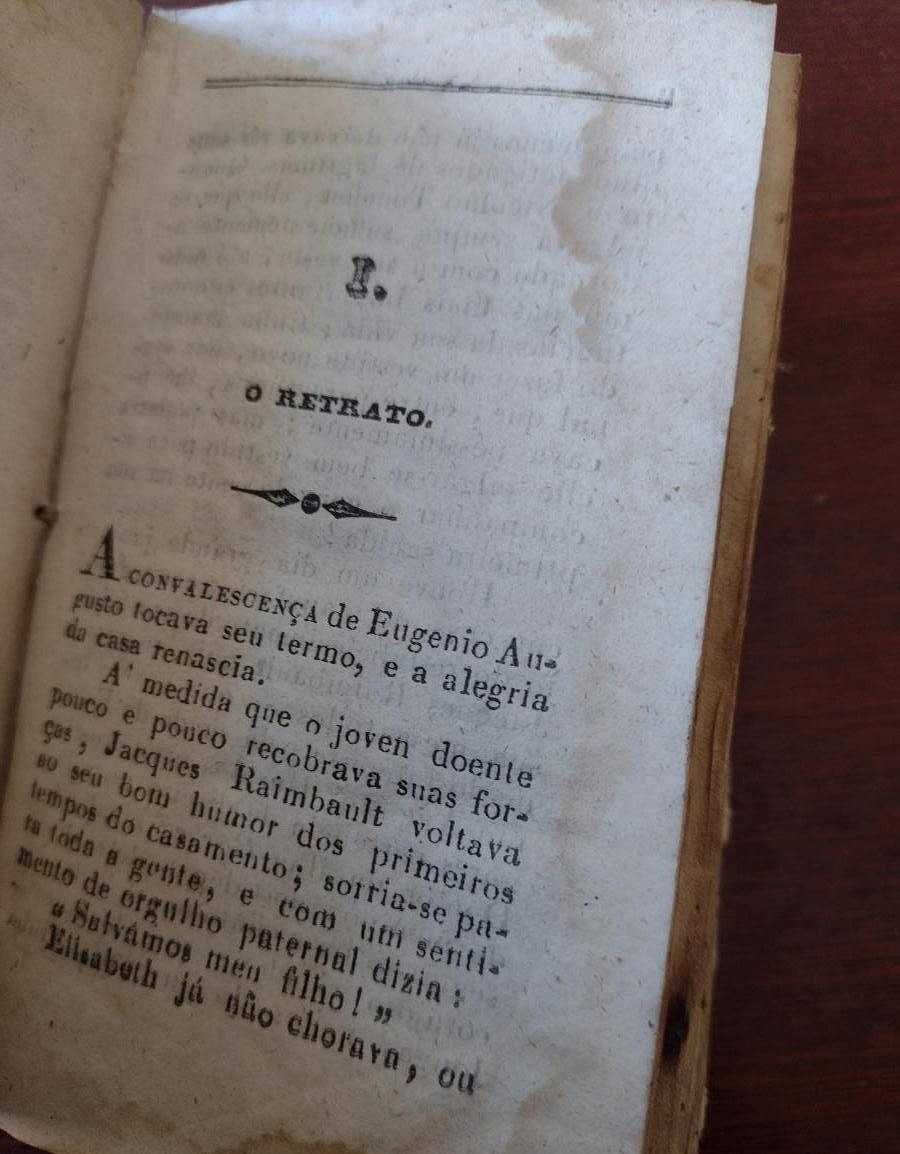 I.
O RETRATO.
A CONVALESCENÇA de Eugenio Au-
gusto tocava seu termo, e a alegria
da casa renascia.
A' medida que o joven doente
pouco e pouco recobrava suas for-
ças, Jacques Raimbault voltava
ao seu bom humor dos primeiros
tempos do casamento; sorria-se pa-
ra toda a gente, e com um senti-
mento de orgulho paternal dizia:
« Salvámos meu filho! »
Elisabeth já não chorava, ou